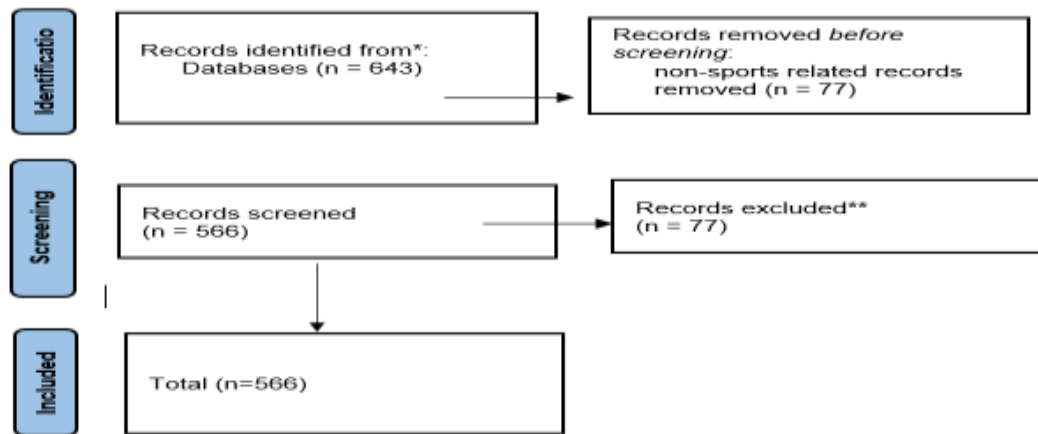 Identificatio
Records identified from*:
Databases (n = 643)
Records removed before
screening:
non-sports related records
removed (n = 77)
Screening
Records screened
(n = 566)
Records excluded**
(n = 77)
Included
Total (n=566)